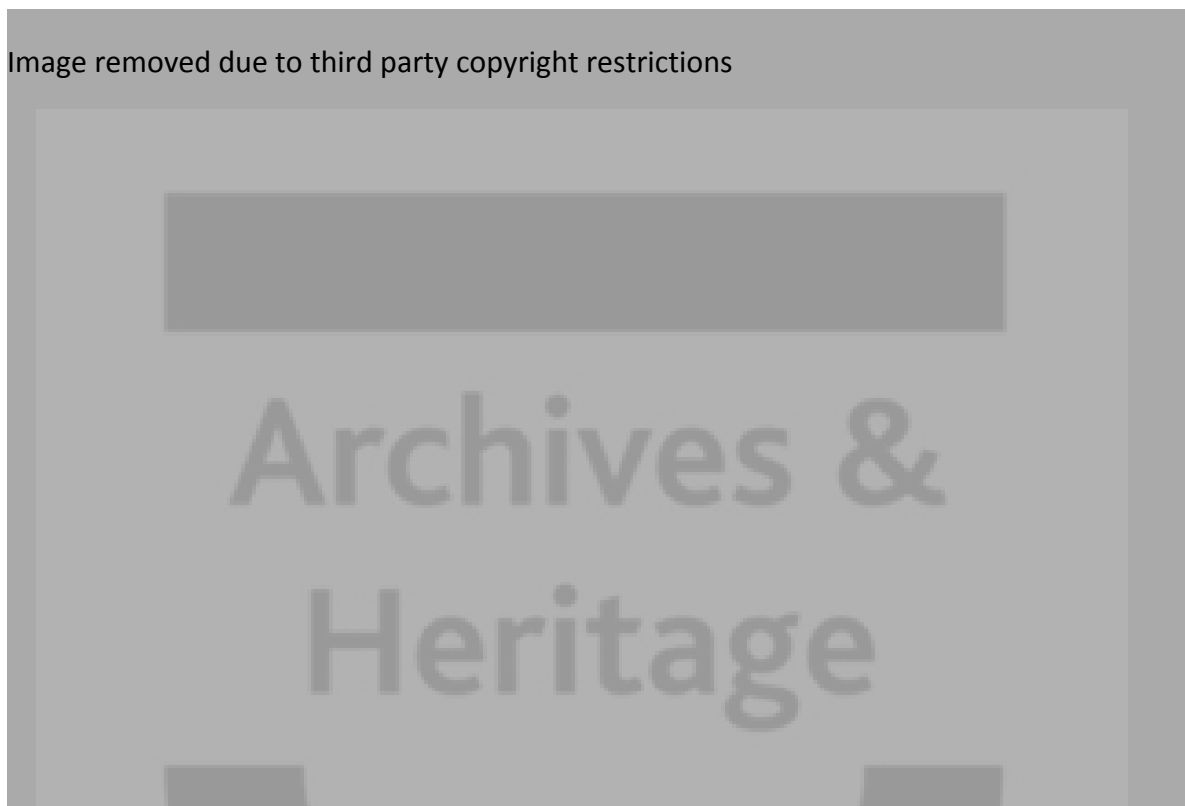 Image removed due to third party copyright restrictions
Archives &
Heritage